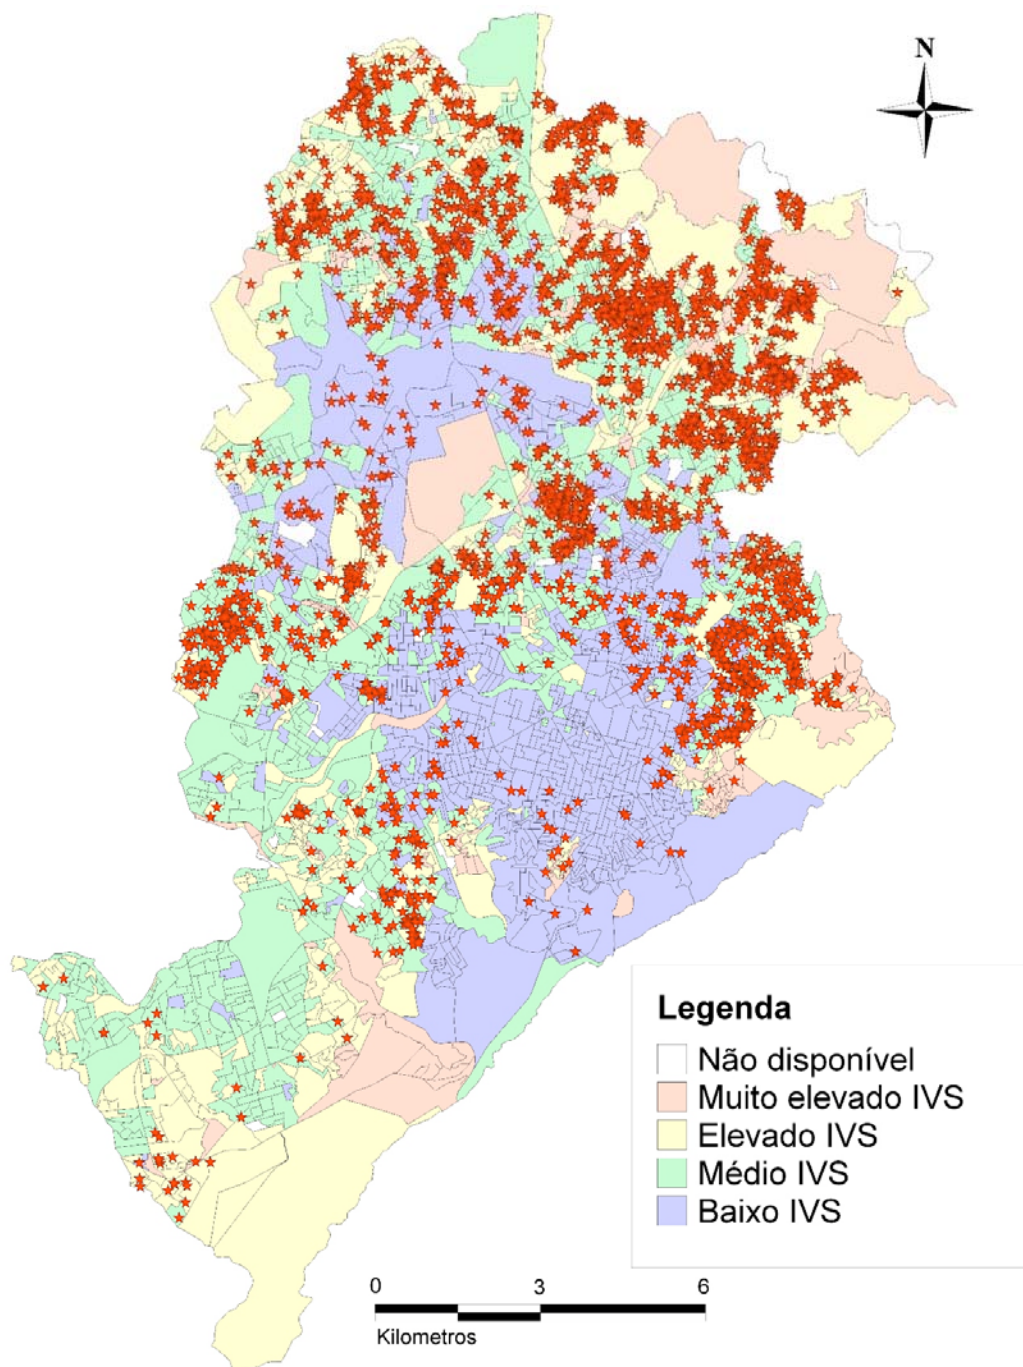 N
Legenda
Não disponível
Muito elevado IVS
Elevado IVS
Médio IVS
Baixo IVS
0 3 6
Kilometros